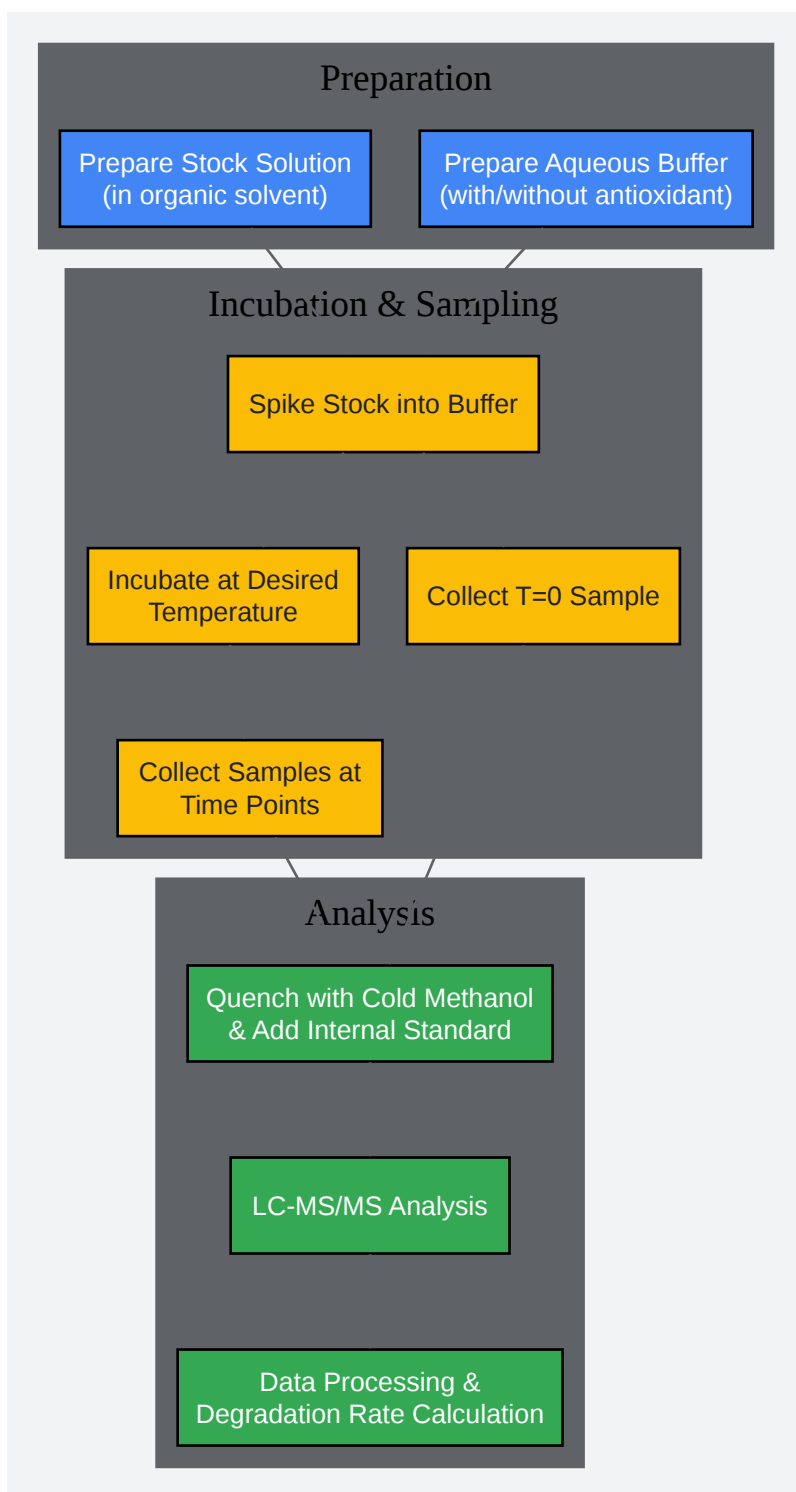 Preparation
Prepare Stock Solution
(in organic solvent)
Prepare Aqueous Buffer
(with/without antioxidant)
Incubation & Sampling
Spike Stock into Buffer
Incubate at Desired
Temperature
Collect T=0 Sample
Collect Samples at
Time Points
Analysis
Quench with Cold Methanol
& Add Internal Standard
LC-MS/MS Analysis
Data Processing &
Degradation Rate Calculation